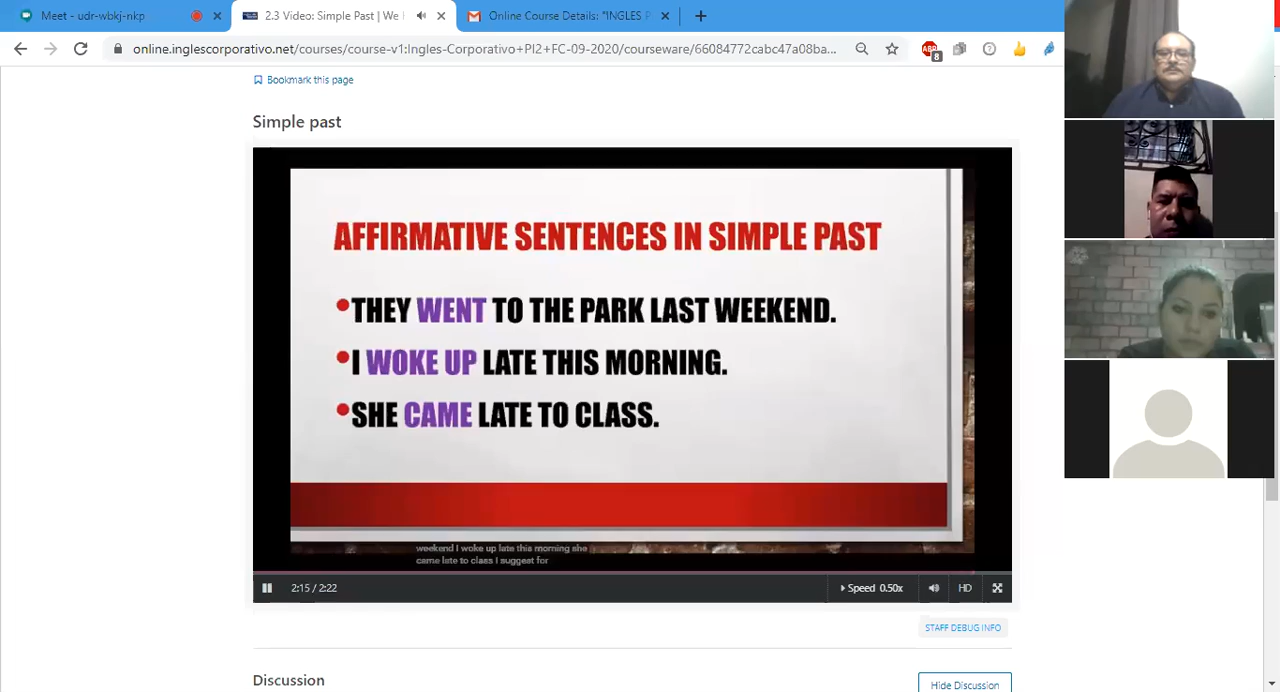 Meet - udr-wbkj-nkp
2.3 Video: Simple Past | We
Online Course Details: "INGLES P
online.inglescorporativo.net/courses/course-v1:Ingles-Corporativo+PI2+FC-09-2020/courseware/66084772cabc47a08ba...
ABP
8
Bookmark this page
Simple past
AFFIRMATIVE SENTENCES IN SIMPLE PAST
•THEY WENT TO THE PARK LAST WEEKEND.
•I WOKE UP LATE THIS MORNING.
•SHE CAME LATE TO CLASS.
weekend I woke up late this morning she
came late to class I suggest for
2:15 / 2:22
Speed 0.50x
HD
STAFF DEBUG INFO
Discussion
Hide Discussion